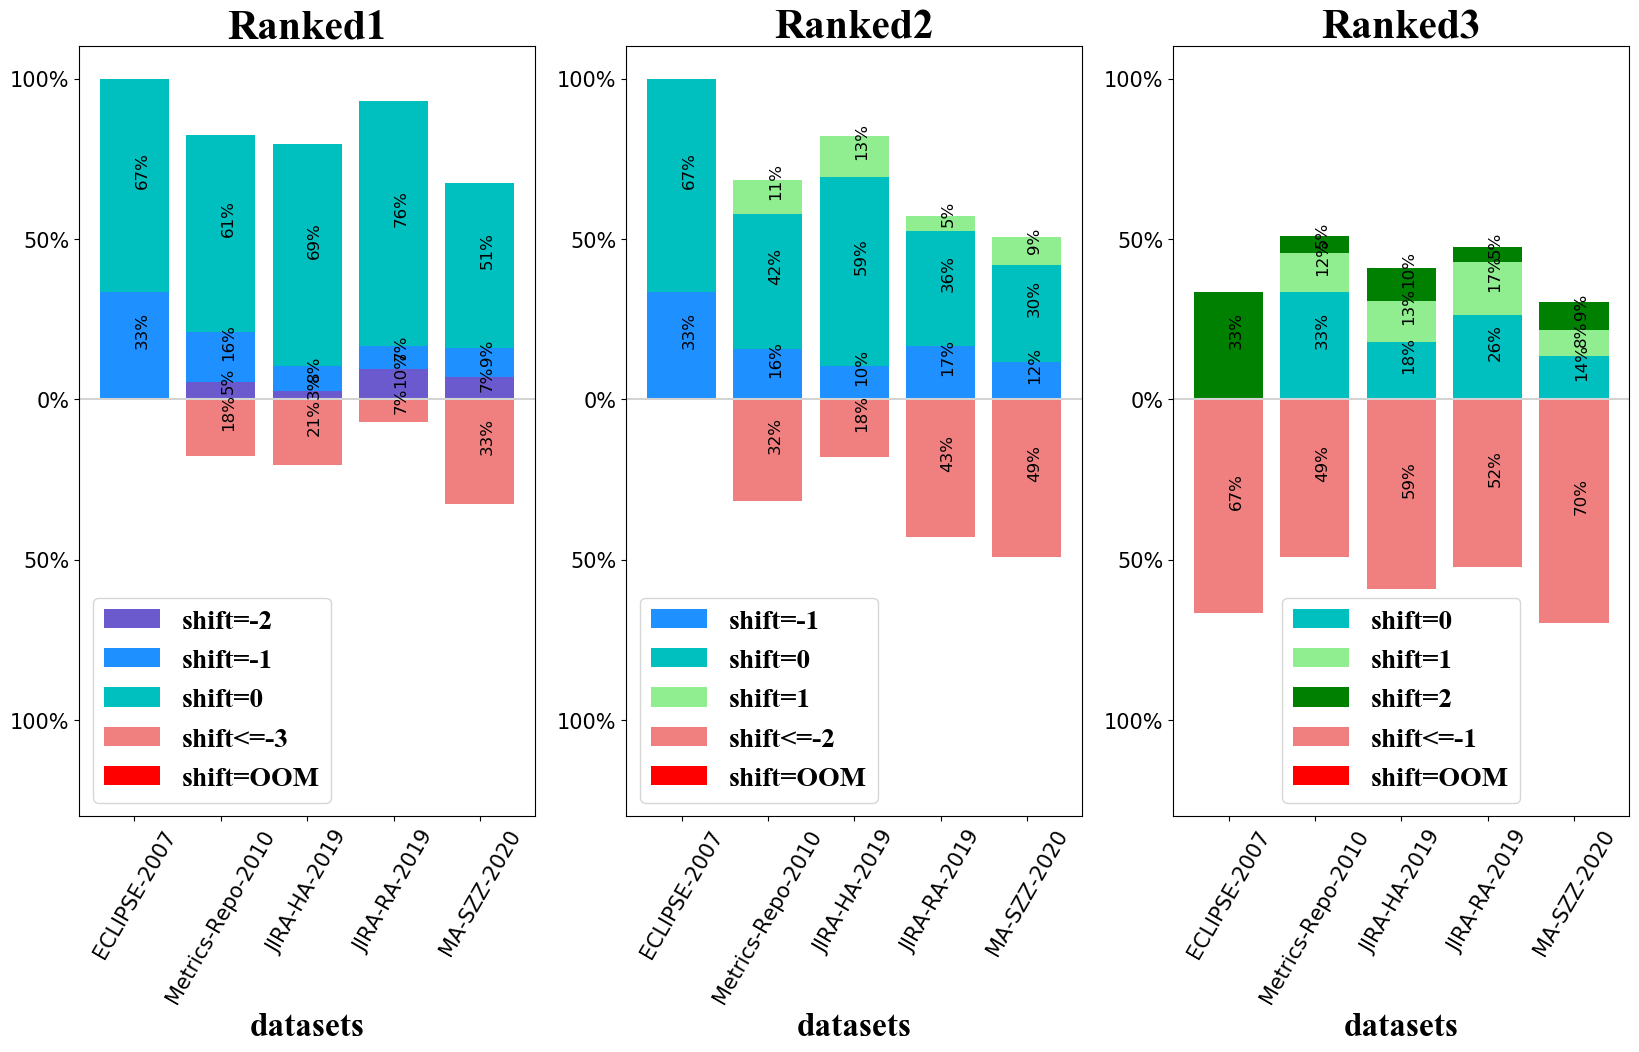 Ranked1
100%
50%
0%
50%
100%
67%
33%
61%
16%
5%
18%
69%
8%
3%
21%
76%
7%
10%
7%
51%
9%
7%
33%
shift=-2
shift=-1
shift=0
shift<=-3
shift=OOM
ECLIPSE-2007
Metrics-Repo-2010
JIRA-HA-2019
JIRA-RA-2019
MA-SZZ-2020
datasets
Ranked2
100%
50%
0%
50%
100%
67%
33%
11%
42%
16%
32%
13%
59%
10%
18%
5%
36%
17%
43%
9%
30%
12%
49%
shift=-1
shift=0
shift=1
shift<=-2
shift=OOM
ECLIPSE-2007
Metrics-Repo-2010
JIRA-HA-2019
JIRA-RA-2019
MA-SZZ-2020
datasets
Ranked3
100%
50%
0%
50%
100%
33%
67%
5%
12%
33%
49%
10%
13%
18%
59%
5%
17%
26%
52%
9%
8%
14%
70%
shift=0
shift=1
shift=2
shift<=-1
shift=OOM
ECLIPSE-2007
Metrics-Repo-2010
JIRA-HA-2019
JIRA-RA-2019
MA-SZZ-2020
datasets